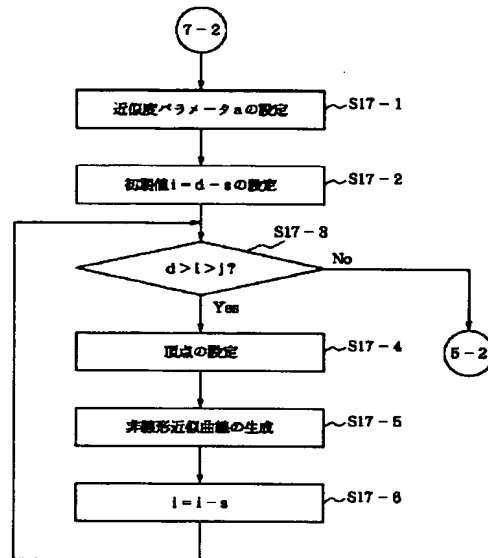 7-2
近似度パラメータaの設定
S17-1
初期値i=d-sの設定
S17-2
S17-3
d>i>j?
No
Yes
5-2
頂点の設定
S17-4
非線形近似曲線の生成
S17-5
i=i-s
S17-6